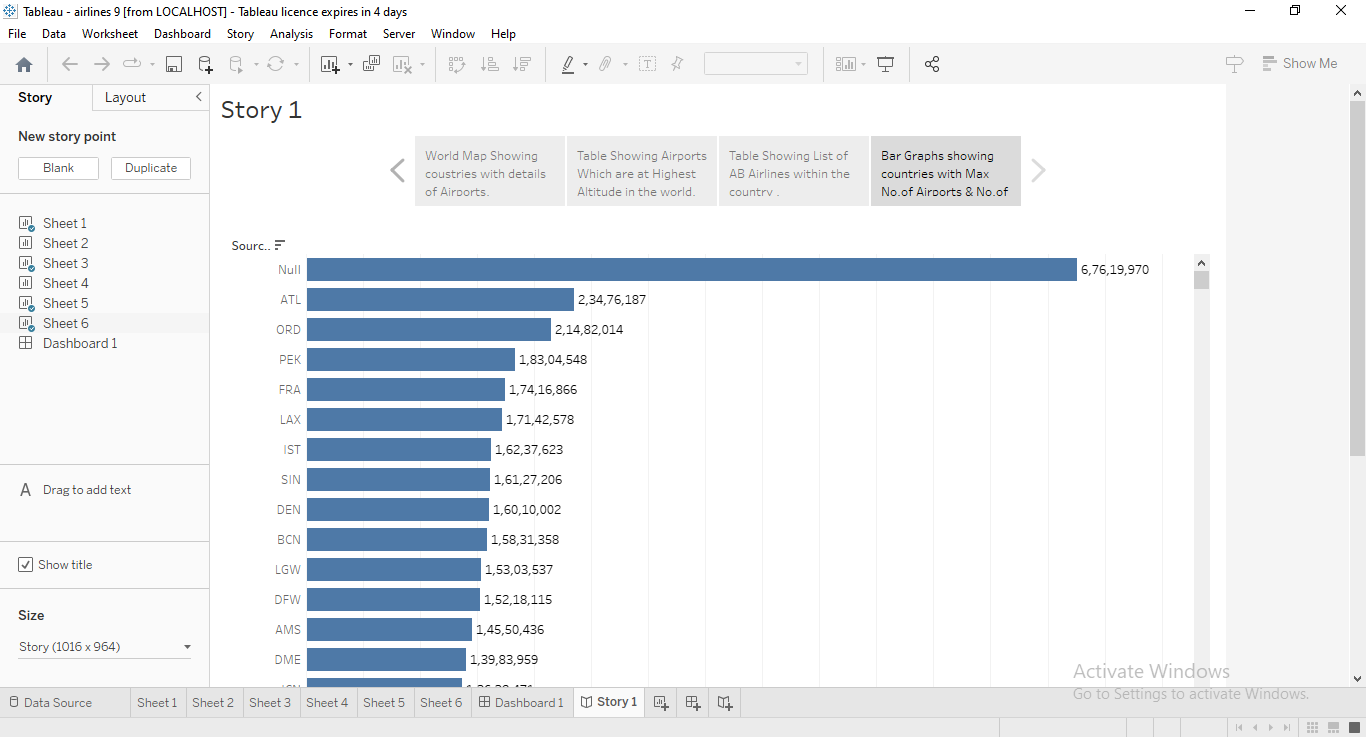 Tableau - airlines 9 [from LOCALHOST] - Tableau licence expires in 4 days
File Data Worksheet Dashboard Story Analysis Format Server Window Help
Show Me
Story Layout
Story 1
New story point
Blank Duplicate
World Map Showing
coustries with details
of Airports.
Table Showing Airports
Which are at Highest
Altitude in the world.
Table Showing List of
AB Airlines within the
country .
Bar Graphs showing
countries with Max
No.of Airports & No.of
Sheet 1
Sheet 2
Sheet 3
Sheet 4
Sheet 5
Sheet 6
Dashboard 1
A Drag to add text
Show title
Size
Story (1016 x 964)
Sourc..
Null 6,76,19,970
ATL 2,34,76,187
ORD 2,14,82,014
PEK 1,83,04,548
FRA 1,74,16,866
LAX 1,71,42,578
IST 1,62,37,623
SIN 1,61,27,206
DEN 1,60,10,002
BCN 1,58,31,358
LGW 1,53,03,537
DFW 1,52,18,115
AMS 1,45,50,436
DME 1,39,83,959
Activate Windows
Go to Settings to activate Windows.
Data Source Sheet 1 Sheet 2 Sheet 3 Sheet 4 Sheet 5 Sheet 6 Dashboard 1 Story 1